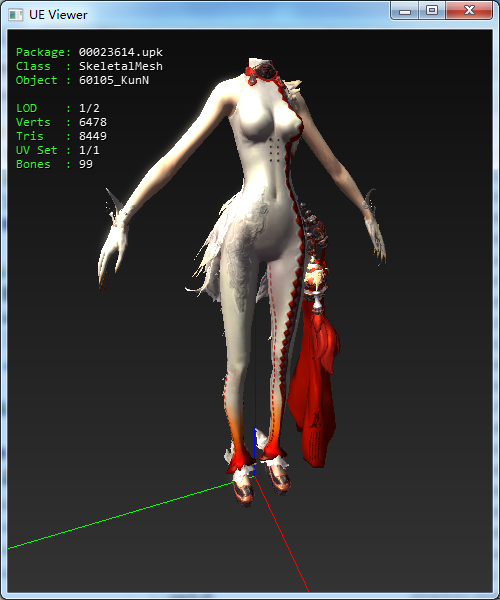 UE Viewer
Package: 00023614.upk
Class : SkeletalMesh
Object : 60105_KunN
LOD : 1/2
Verts : 6478
Tris : 8449
UV Set : 1/1
Bones : 99